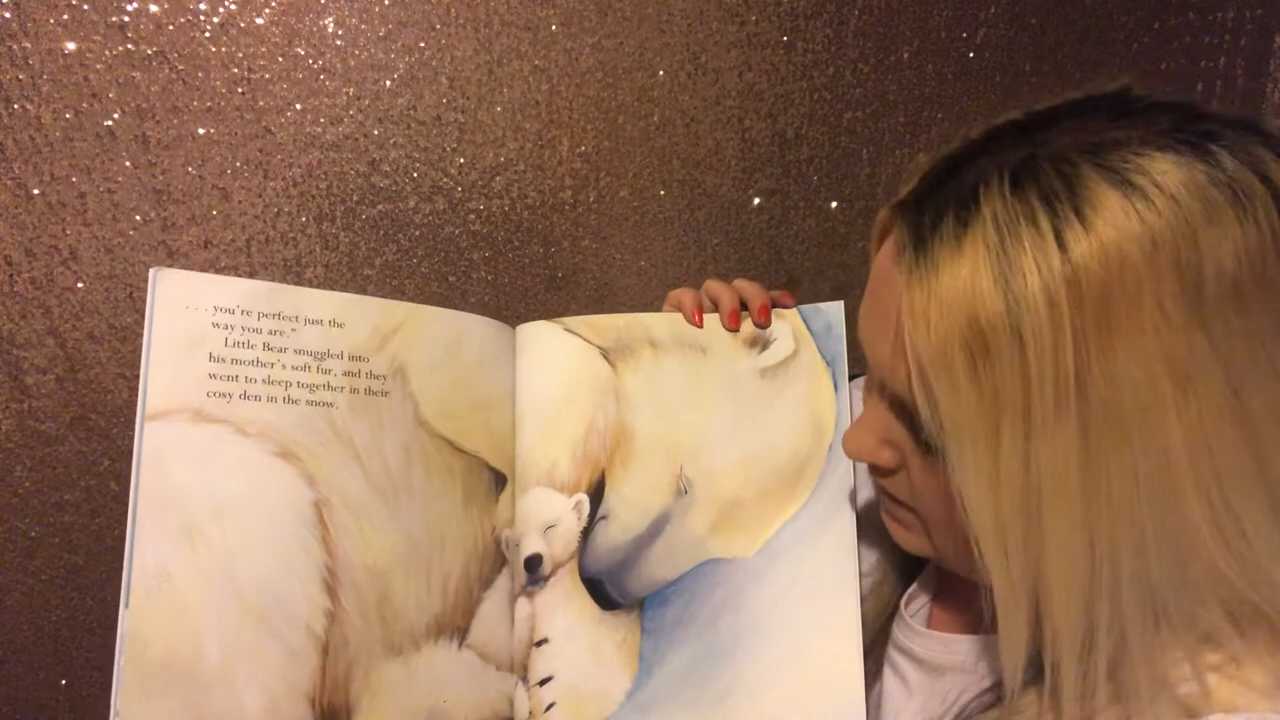 . . . you're perfect just the
way you are."
Little Bear snuggled into
his mother's soft fur, and they
went to sleep together in their
cosy den in the snow.